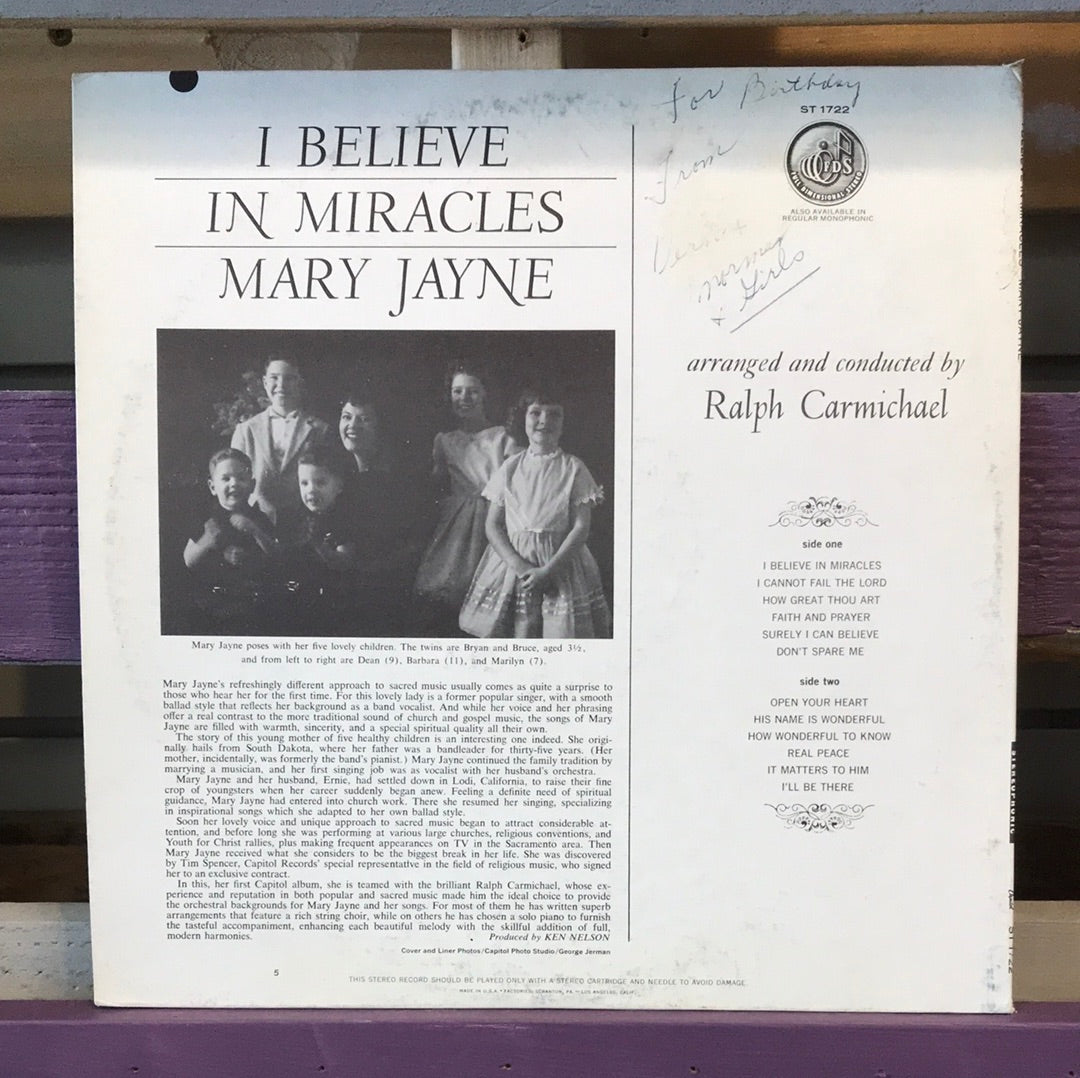 I BELIEVE
IN MIRACLES
MARY JAYNE
Mary Jayne poses with her five lovely children. The twins are Bryan and Bruce, aged 3½,
and from left to right are Dean (9), Barbara (11), and Marilyn (7).
Mary Jayne's refreshingly different approach to sacred music usually comes as quite a surprise to
those who hear her for the first time. For this lovely lady is a former popular singer, with a smooth
ballad style that reflects her background as a band vocalist. And while her voice and her phrasing
offer a real contrast to the more traditional sound of church and gospel music, the songs of Mary
Jayne are filled with warmth, sincerity, and a special spiritual quality all their own.
The story of this young mother of five healthy children is an interesting one indeed. She origi-
nally hails from South Dakota, where her father was a bandleader for thirty-five years. (Her
mother, incidentally, was formerly the band's pianist.) Mary Jayne continued the family tradition by
marrying a musician, and her first singing job was as vocalist with her husband's orchestra.
Mary Jayne and her husband, Ernie, had settled down in Lodi, California, to raise their fine
crop of youngsters when her career suddenly began anew. Feeling a definite need of spiritual
guidance, Mary Jayne had entered into church work. There she resumed her singing, specializing
in inspirational songs which she adapted to her own ballad style.
Soon her lovely voice and unique approach to sacred music began to attract considerable at-
tention, and before long she was performing at various large churches, religious conventions, and
Youth for Christ rallies, plus making frequent appearances on TV in the Sacramento area. Then
Mary Jayne received what she considers to be the biggest break in her life. She was discovered
by Tim Spencer, Capitol Records' special representative in the field of religious music, who signed
her to an exclusive contract.
In this, her first Capitol album, she is teamed with the brilliant Ralph Carmichael, whose ex-
perience and reputation in both popular and sacred music made him the ideal choice to provide
the orchestral backgrounds for Mary Jayne and her songs. For most of them he has written superb
arrangements that feature a rich string choir, while on others he has chosen a solo piano to furnish
the tasteful accompaniment, enhancing each beautiful melody with the skillful addition of full,
modern harmonies. Produced by KEN NELSON
Cover and Liner Photos/Capitol Photo Studio/George Jerman
For Birthday
From
Norman
& Girls
ST 1722
FDS
FULL DIMENSIONAL STEREO
ALSO AVAILABLE IN
REGULAR MONOPHONIC
arranged and conducted by
Ralph Carmichael
side one
I BELIEVE IN MIRACLES
I CANNOT FAIL THE LORD
HOW GREAT THOU ART
FAITH AND PRAYER
SURELY I CAN BELIEVE
DON'T SPARE ME
side two
OPEN YOUR HEART
HIS NAME IS WONDERFUL
HOW WONDERFUL TO KNOW
REAL PEACE
IT MATTERS TO HIM
I'LL BE THERE
5
THIS STEREO RECORD SHOULD BE PLAYED ONLY WITH A STEREO CARTRIDGE AND NEEDLE TO AVOID DAMAGE
MADE IN U.S.A. • FACTORIES: SCRANTON, PA. — LOS ANGELES, CALIF.
STEREOPHONIC
ST 1722